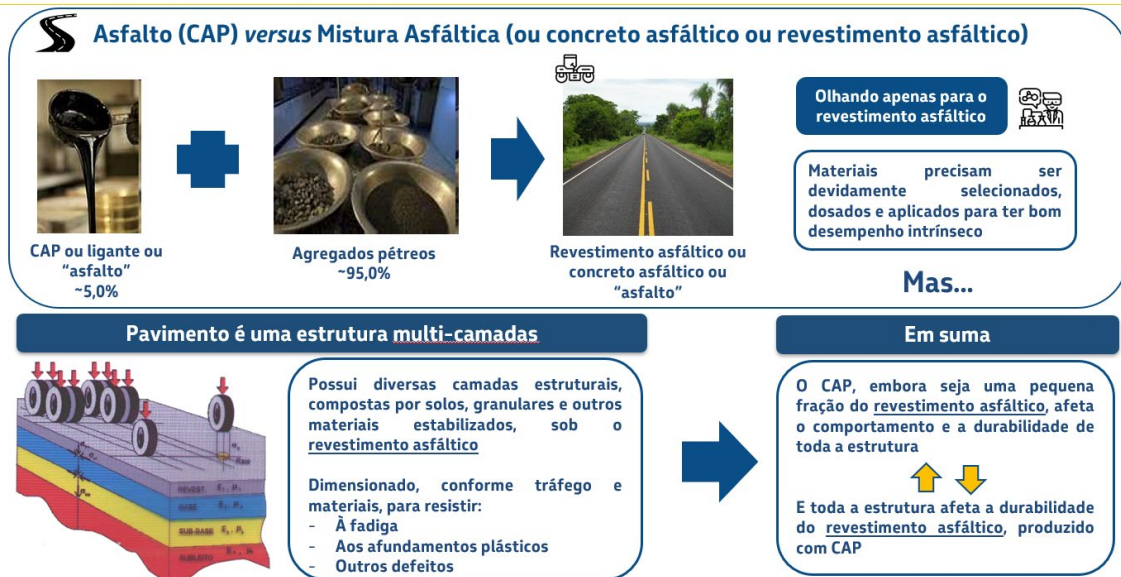 Asfalto (CAP) versus Mistura Asfáltica (ou concreto asfáltico ou revestimento asfáltico)
CAP ou ligante ou
“asfalto”
~5,0%
Agregados pétreos
~95,0%
Revestimento asfáltico ou
concreto asfáltico ou
“asfalto”
Olhando apenas para o
revestimento asfáltico
Materiais precisam ser
devidamente selecionados,
dosados e aplicados para ter bom
desempenho intrínseco
Mas...
Pavimento é uma estrutura multi-camadas
REVEST.
BASE
SUB-BASE
SUBLEITO
Possui diversas camadas estruturais,
compostas por solos, granulares e outros
materiais estabilizados, sob o
revestimento asfáltico
Dimensionado, conforme tráfego e
materiais, para resistir:
- À fadiga
- Aos afundamentos plásticos
- Outros defeitos
Em suma
O CAP, embora seja uma pequena
fração do revestimento asfáltico, afeta
o comportamento e a durabilidade de
toda a estrutura
E toda a estrutura afeta a durabilidade
do revestimento asfáltico, produzido
com CAP